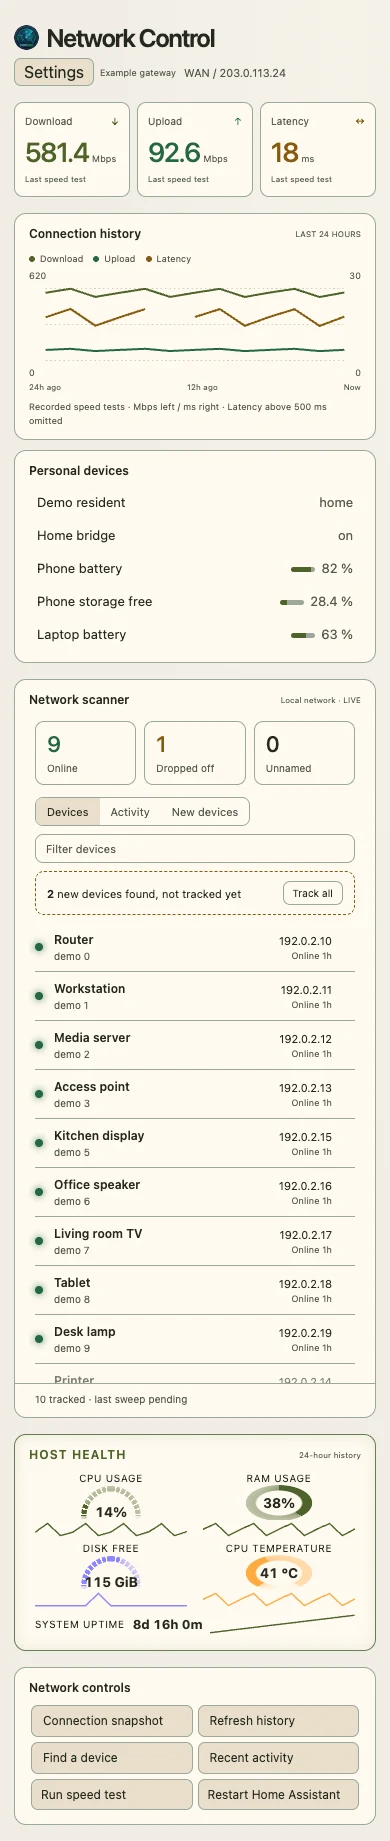 Network Control
Settings Example gateway WAN / 203.0.113.24
Download ↓
581.4 Mbps
Last speed test
Upload ↑
92.6 Mbps
Last speed test
Latency ↔
18 ms
Last speed test
Connection history LAST 24 HOURS
Download Upload Latency
620 30
0 0
24h ago 12h ago Now
Recorded speed tests · Mbps left / ms right · Latency above 500 ms
omitted
Personal devices
Demo resident home
Home bridge on
Phone battery 82 %
Phone storage free 28.4 %
Laptop battery 63 %
Network scanner Local network · LIVE
9
Online
1
Dropped off
0
Unnamed
Devices Activity New devices
Filter devices
2 new devices found, not tracked yet Track all
Router 192.0.2.10
demo 0 Online 1h
Workstation 192.0.2.11
demo 1 Online 1h
Media server 192.0.2.12
demo 2 Online 1h
Access point 192.0.2.13
demo 3 Online 1h
Kitchen display 192.0.2.15
demo 5 Online 1h
Office speaker 192.0.2.16
demo 6 Online 1h
Living room TV 192.0.2.17
demo 7 Online 1h
Tablet 192.0.2.18
demo 8 Online 1h
Desk lamp 192.0.2.19
demo 9 Online 1h
Printer 192.0.2.14
10 tracked · last sweep pending
HOST HEALTH 24-hour history
CPU USAGE
14%
RAM USAGE
38%
DISK FREE
115 GiB
CPU TEMPERATURE
41 °C
SYSTEM UPTIME 8d 16h 0m
Network controls
Connection snapshot Refresh history
Find a device Recent activity
Run speed test Restart Home Assistant